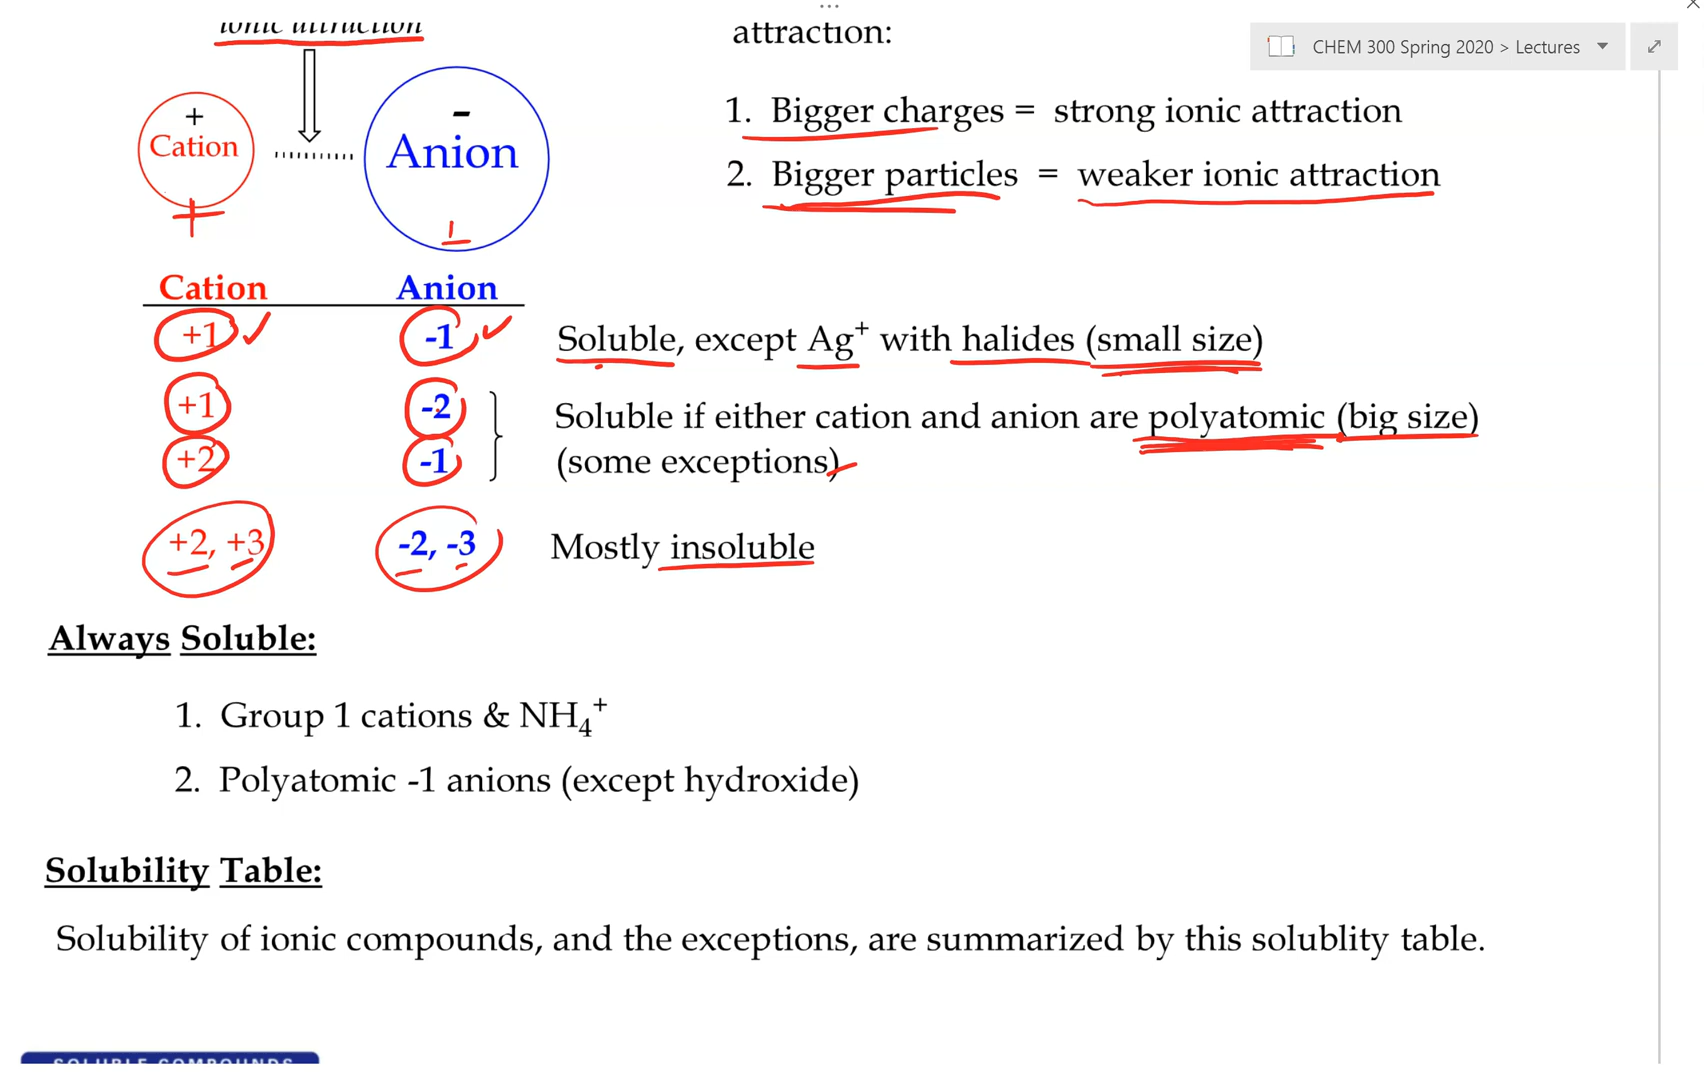 ionic attraction
attraction:
CHEM 300 Spring 2020 > Lectures
+
Cation
-
Anion
1. Bigger charges = strong ionic attraction
2. Bigger particles = weaker ionic attraction
+
Cation Anion
+1 -1 Soluble, except Ag⁺ with halides (small size)
+1 -2 Soluble if either cation and anion are polyatomic (big size)
+2 -1 (some exceptions)
+2, +3 -2, -3 Mostly insoluble
Always Soluble:
1. Group 1 cations & NH₄⁺
2. Polyatomic -1 anions (except hydroxide)
Solubility Table:
Solubility of ionic compounds, and the exceptions, are summarized by this solublity table.
SOLUBLE COMPOUNDS